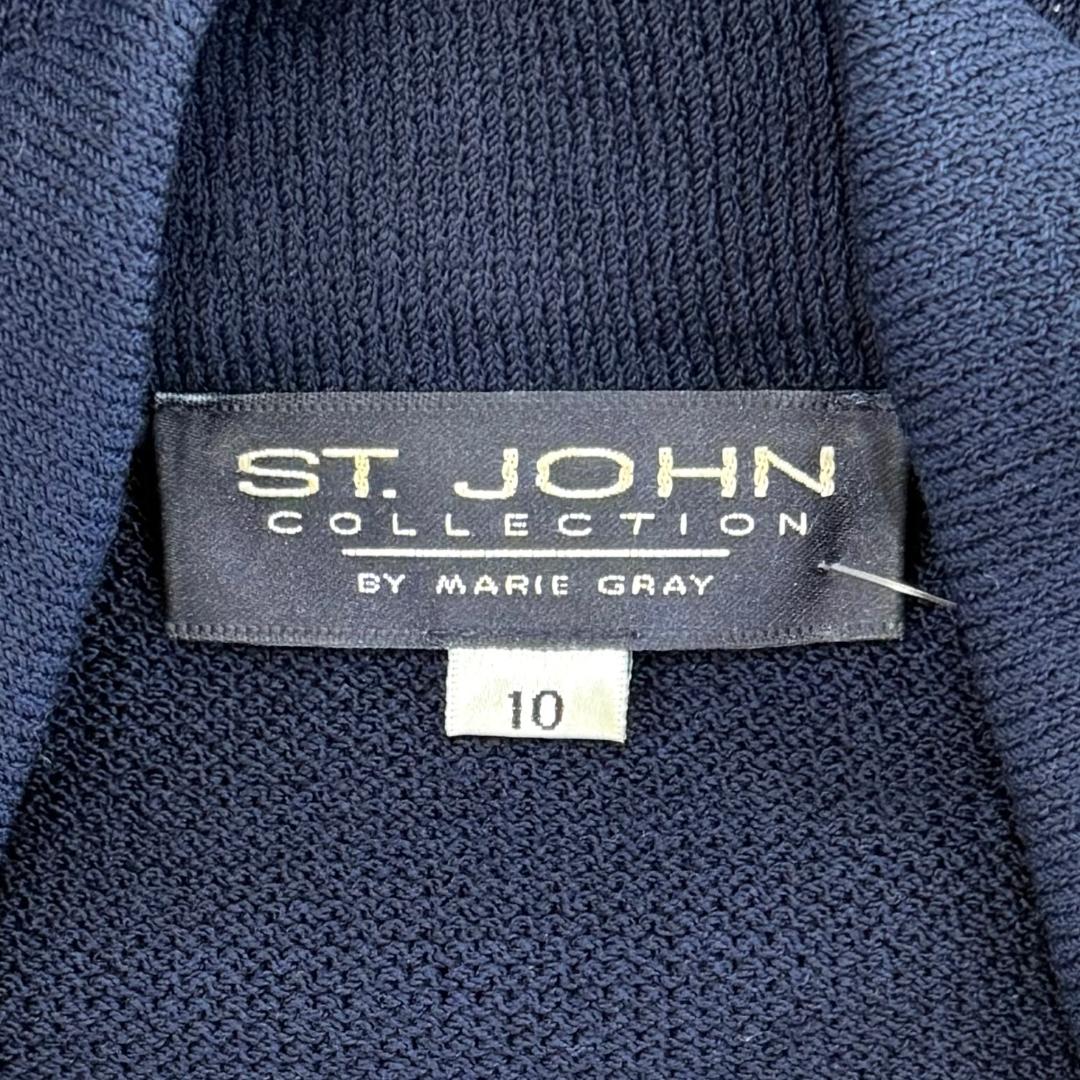 ST. JOHN
COLLECTION
BY MARIE GRAY
10